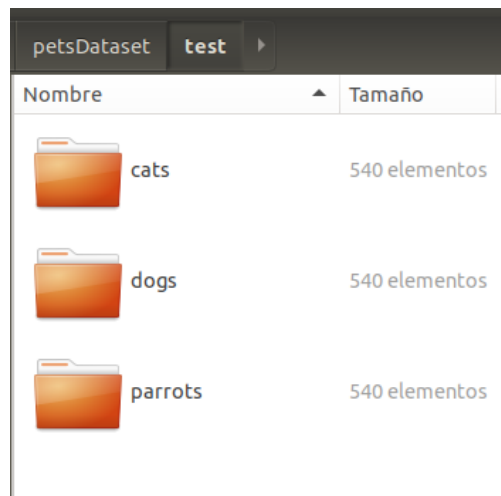 petsDataset test
Nombre Tamaño
cats 540 elementos
dogs 540 elementos
parrots 540 elementos